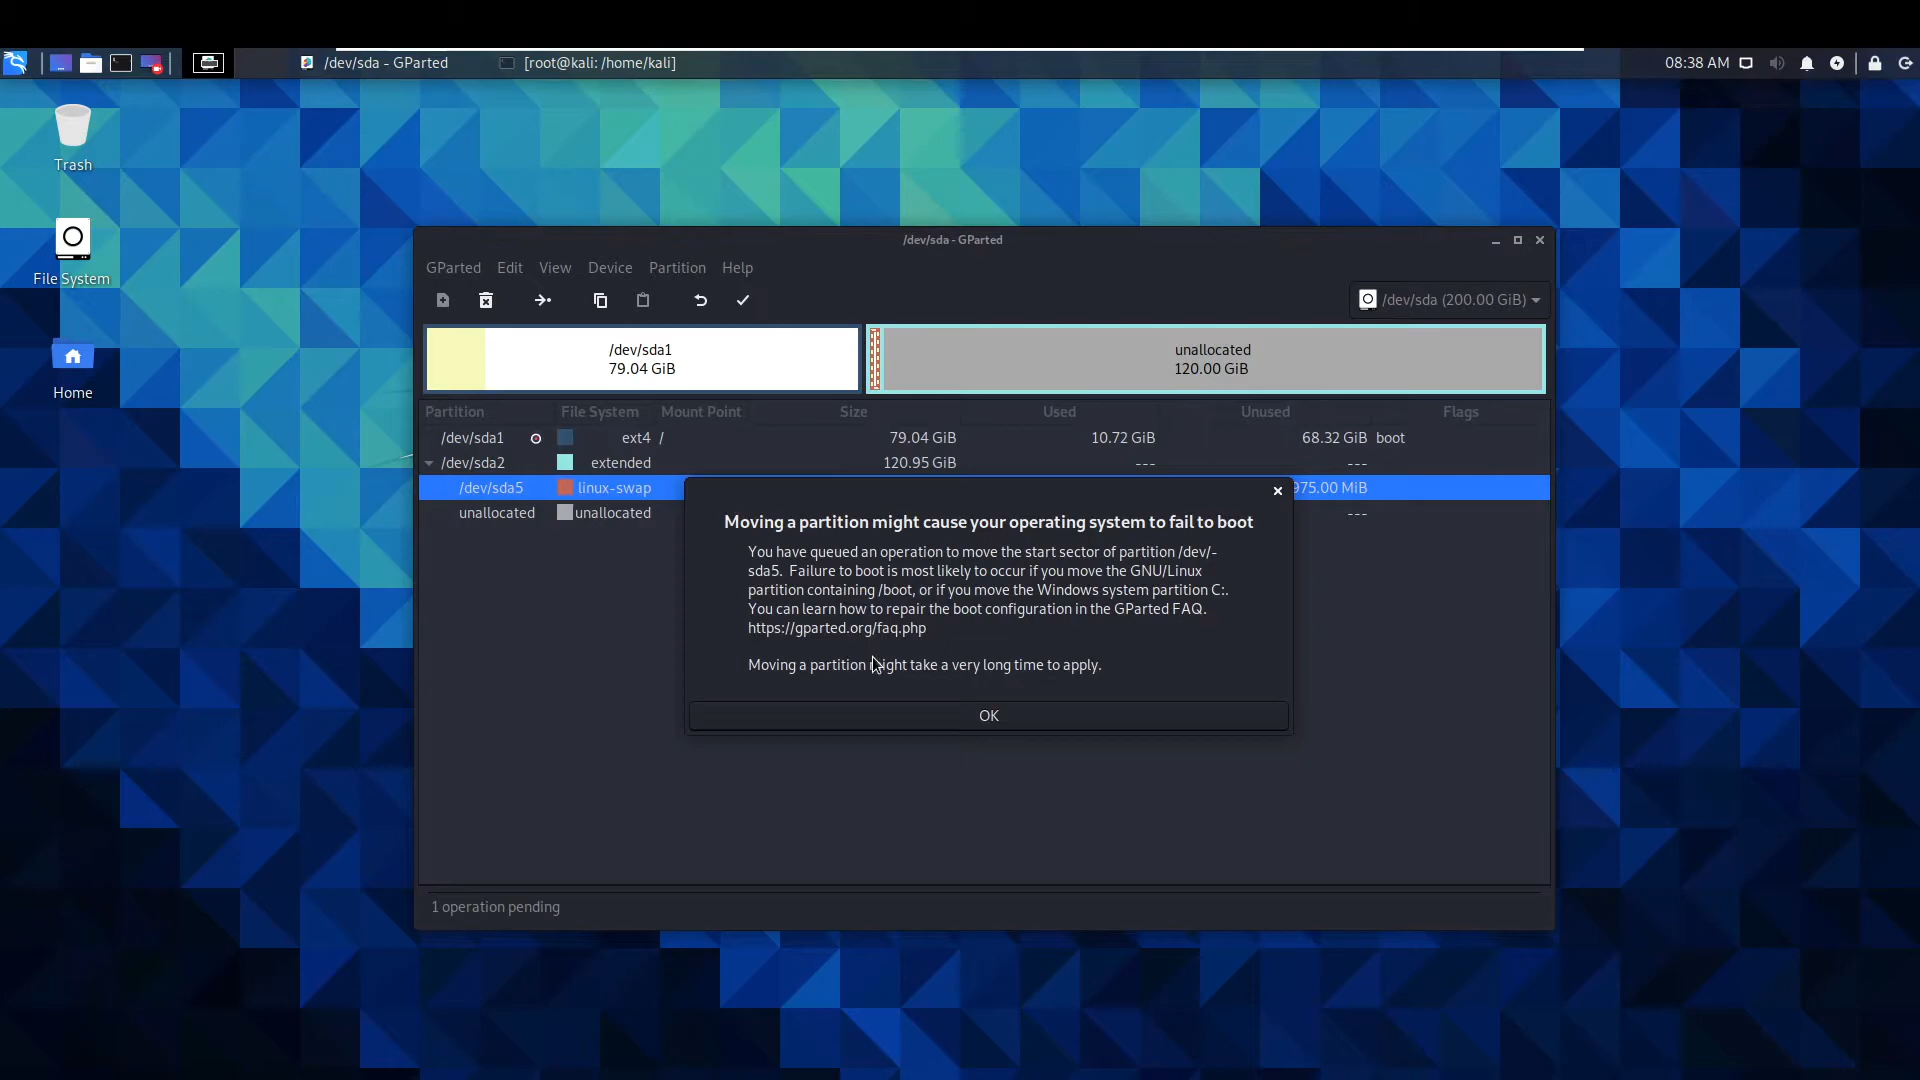 /dev/sda - GParted
[root@kali: /home/kali]
08:38 AM
Trash
File System
Home
/dev/sda - GParted
GParted Edit View Device Partition Help
/dev/sda (200.00 GiB)
/dev/sda1
79.04 GiB
unallocated
120.00 GiB
Partition File System Mount Point Size Used Unused Flags
/dev/sda1 ext4 / 79.04 GiB 10.72 GiB 68.32 GiB boot
/dev/sda2 extended 120.95 GiB --- ---
/dev/sda5 linux-swap 975.00 MiB
unallocated unallocated ---
Moving a partition might cause your operating system to fail to boot
You have queued an operation to move the start sector of partition /dev/-
sda5. Failure to boot is most likely to occur if you move the GNU/Linux
partition containing /boot, or if you move the Windows system partition C:.
You can learn how to repair the boot configuration in the GParted FAQ.
https://gparted.org/faq.php
Moving a partition might take a very long time to apply.
OK
1 operation pending